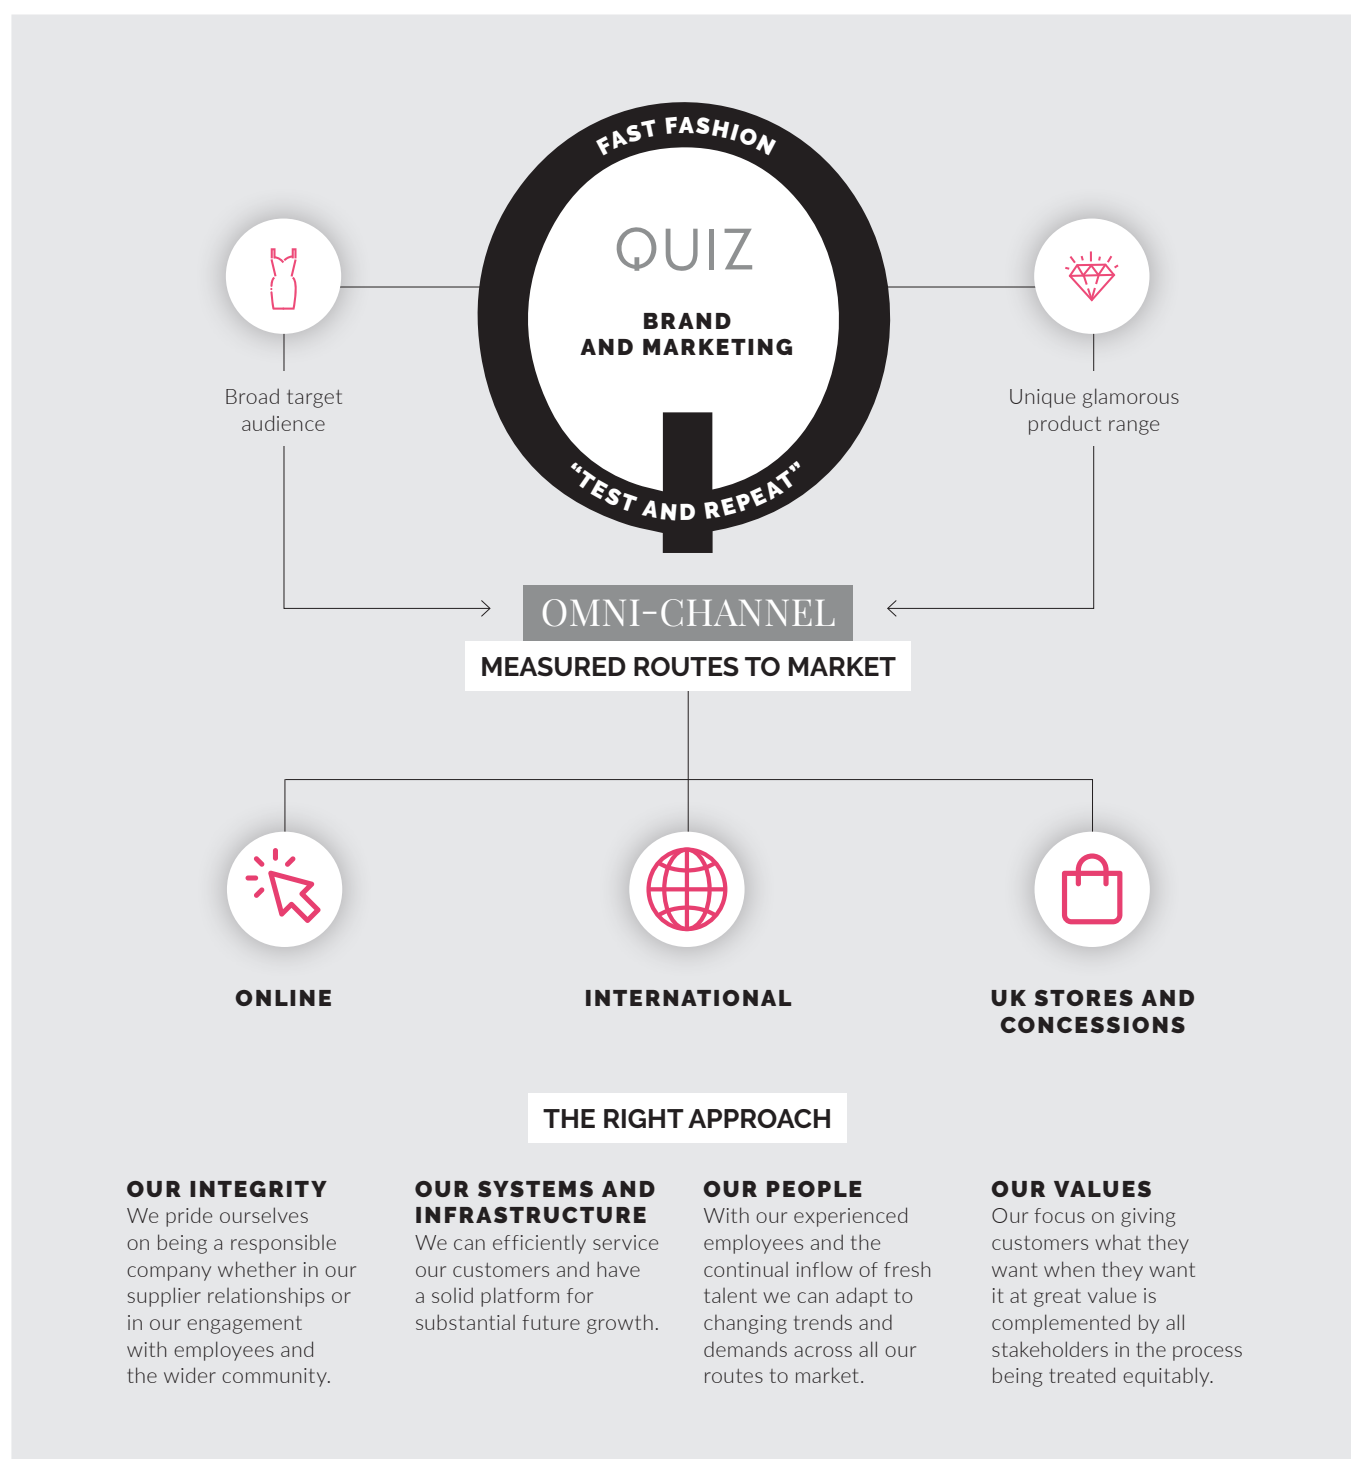 FAST FASHION
QUIZ
BRAND
AND MARKETING
“TEST AND REPEAT”
Broad target
audience
Unique glamorous
product range
OMNI-CHANNEL
MEASURED ROUTES TO MARKET
ONLINE
INTERNATIONAL
UK STORES AND
CONCESSIONS
THE RIGHT APPROACH
OUR INTEGRITY
We pride ourselves
on being a responsible
company whether in our
supplier relationships or
in our engagement
with employees and
the wider community.
OUR SYSTEMS AND
INFRASTRUCTURE
We can efficiently service
our customers and have
a solid platform for
substantial future growth.
OUR PEOPLE
With our experienced
employees and the
continual inflow of fresh
talent we can adapt to
changing trends and
demands across all our
routes to market.
OUR VALUES
Our focus on giving
customers what they
want when they want
it at great value is
complemented by all
stakeholders in the process
being treated equitably.